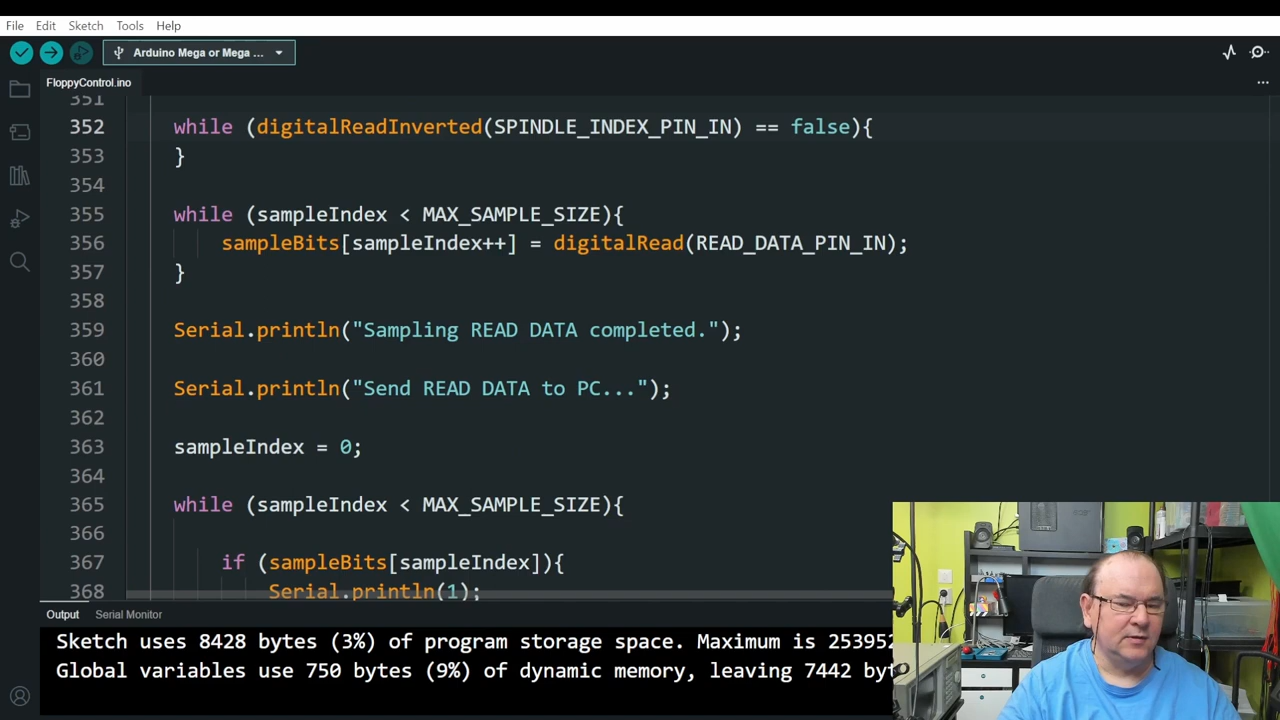 File Edit Sketch Tools Help
Arduino Mega or Mega ...
FloppyControl.ino
351
352 while (digitalReadInverted(SPINDLE_INDEX_PIN_IN) == false){
353 }
354
355 while (sampleIndex < MAX_SAMPLE_SIZE){
356 sampleBits[sampleIndex++] = digitalRead(READ_DATA_PIN_IN);
357 }
358
359 Serial.println("Sampling READ DATA completed.");
360
361 Serial.println("Send READ DATA to PC...");
362
363 sampleIndex = 0;
364
365 while (sampleIndex < MAX_SAMPLE_SIZE){
366
367 if (sampleBits[sampleIndex]){
368 Serial.println(1);
Output Serial Monitor
Sketch uses 8428 bytes (3%) of program storage space. Maximum is 253952
Global variables use 750 bytes (9%) of dynamic memory, leaving 7442 byt